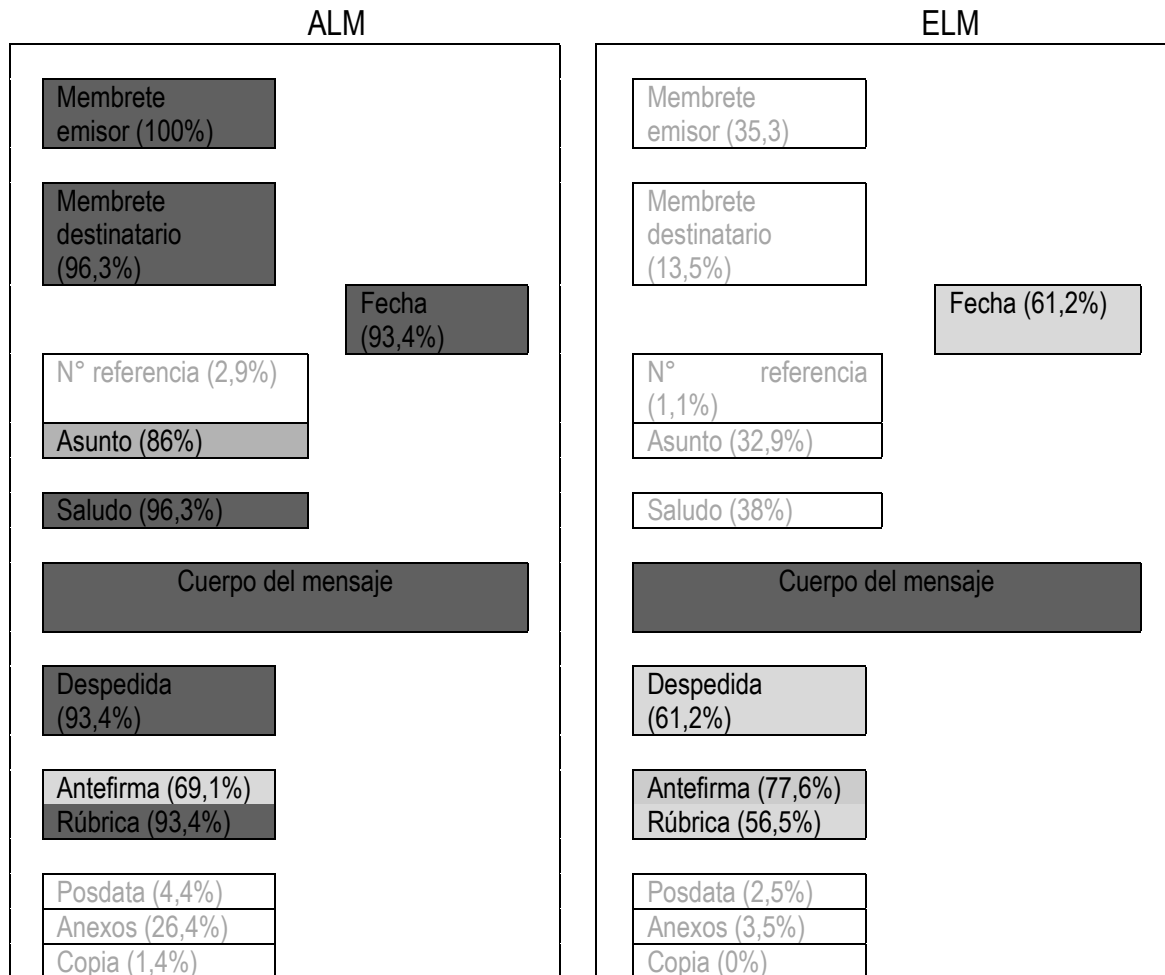 ALM
Membrete
emisor (100%)
Membrete
destinatario
(96,3%)
Fecha
(93,4%)
N° referencia (2,9%)
Asunto (86%)
Saludo (96,3%)
Cuerpo del mensaje
Despedida
(93,4%)
Antefirma (69,1%)
Rúbrica (93,4%)
Posdata (4,4%)
Anexos (26,4%)
Copia (1,4%)
ELM
Membrete
emisor (35,3)
Membrete
destinatario
(13,5%)
Fecha (61,2%)
N° referencia
(1,1%)
Asunto (32,9%)
Saludo (38%)
Cuerpo del mensaje
Despedida
(61,2%)
Antefirma (77,6%)
Rúbrica (56,5%)
Posdata (2,5%)
Anexos (3,5%)
Copia (0%)